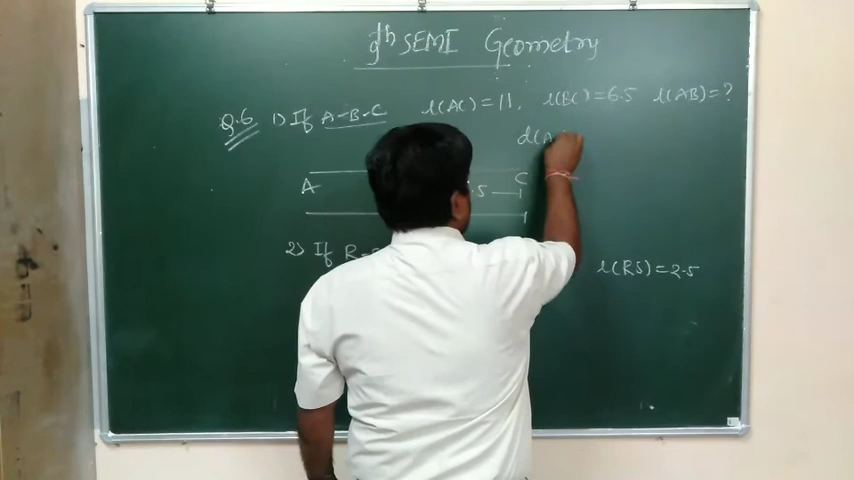 9th SEMI Geometry
Q.6 1) If A-B-C l(AC) = 11, l(BC) = 6.5 l(AB) = ?
d(A
A C
.5
2) If R-S l(RS) = 2.5